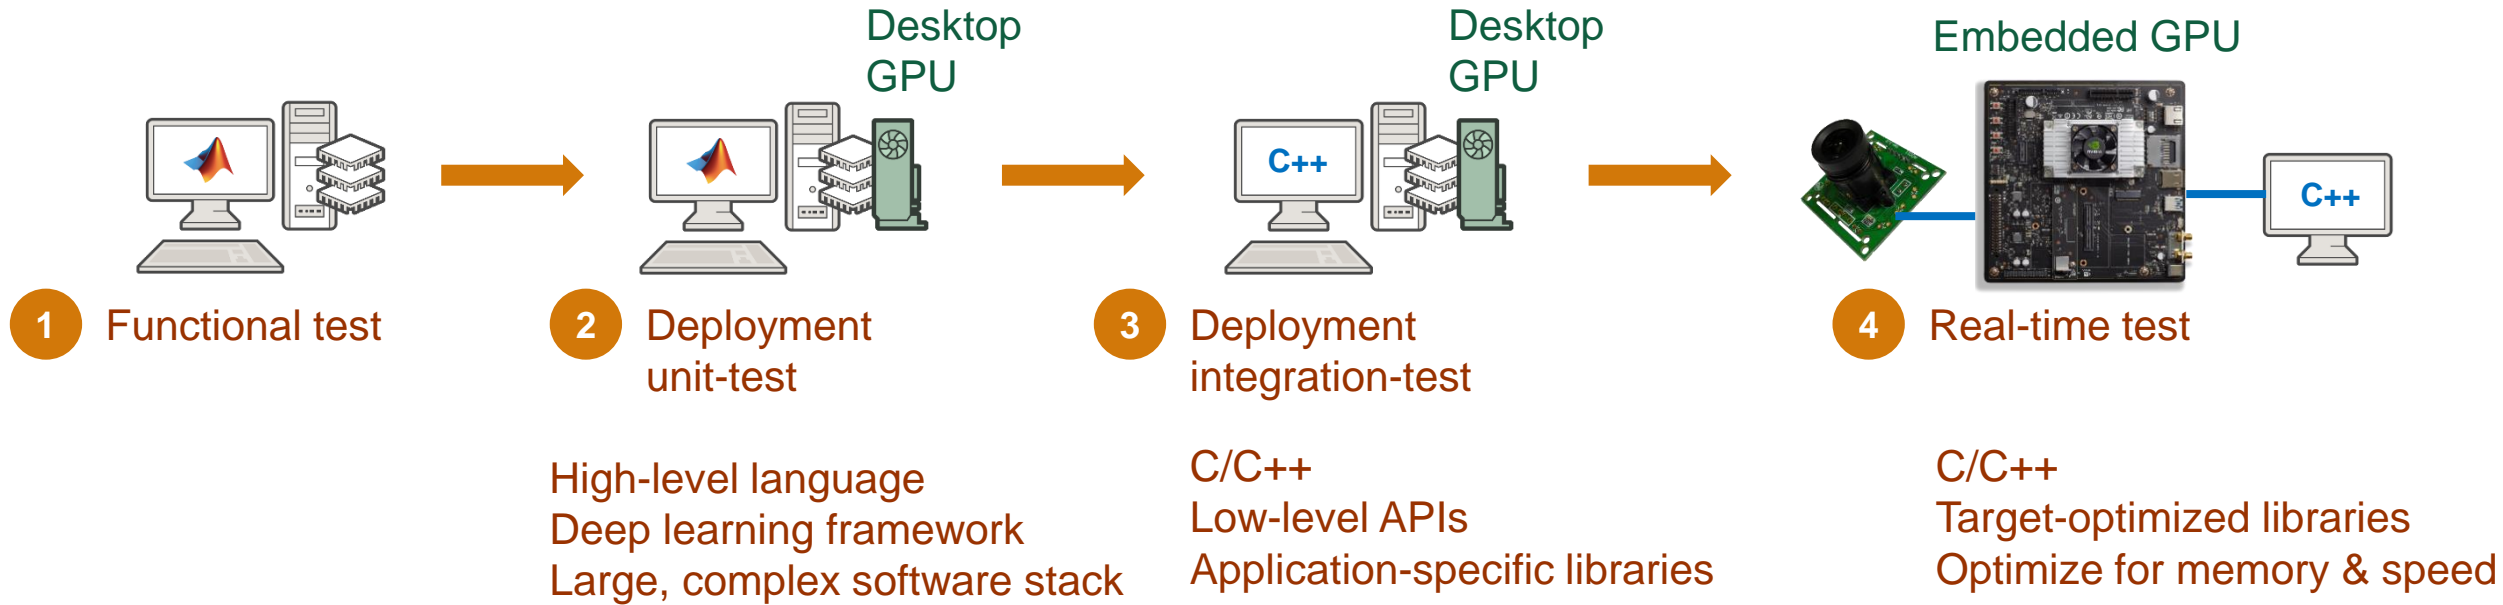 Desktop
GPU
Desktop
GPU
Embedded GPU
C++
C++
1 Functional test
2 Deployment
unit-test
3 Deployment
integration-test
4 Real-time test
High-level language
Deep learning framework
Large, complex software stack
C/C++
Low-level APIs
Application-specific libraries
C/C++
Target-optimized libraries
Optimize for memory & speed